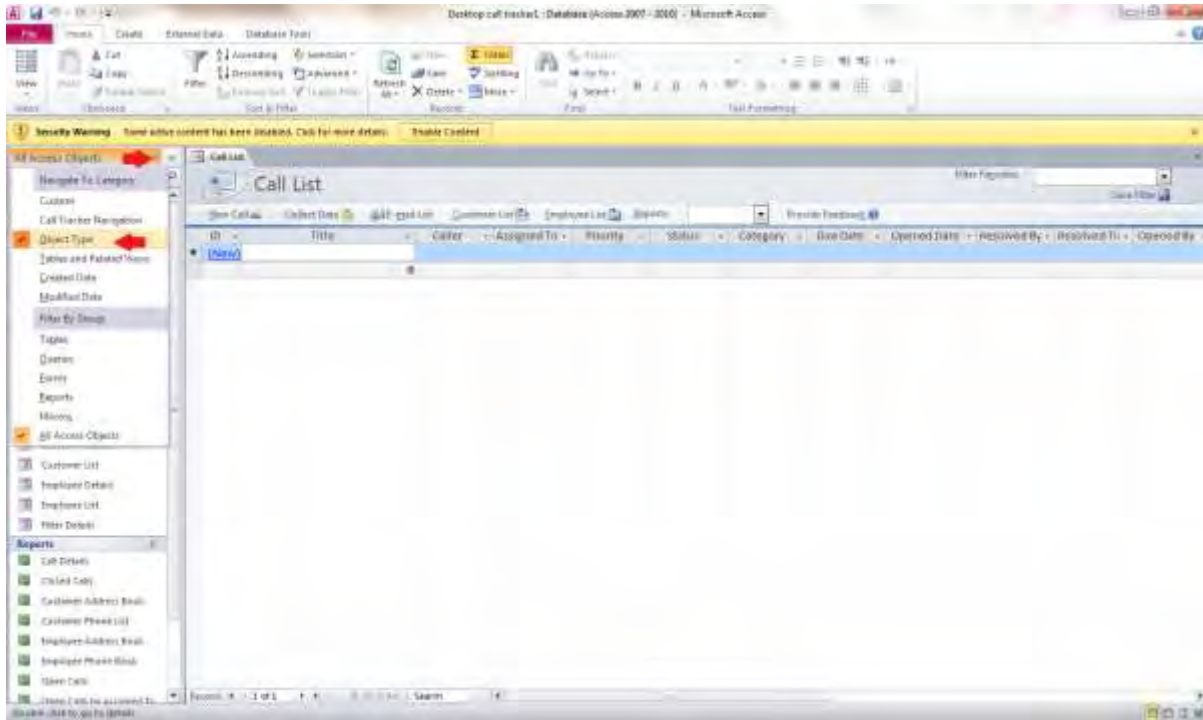 Desktop call tracker1 : Database (Access 2007 - 2010) - Microsoft Access
File Home Create External Data Database Tools
View Cut Copy Filter Ascending Descending Selection Advanced Refresh All Save Delete Totals Spelling More
Sort & Filter Records Find Text Formatting
Security Warning Some active content has been disabled. Click for more details. Enable Content
All Access Objects
Navigate To Category
Custom
Call Tracker Navigation
Object Type
Tables and Related Views
Created Date
Modified Date
Filter By Group
Tables
Queries
Forms
Reports
Macros
All Access Objects
Customer List
Employee Details
Employee List
Filter Details
Reports
Call Details
Closed Calls
Customer Address Book
Customer Phone List
Employee Address Book
Employee Phone Book
Open Calls
Call List
Call List
Filter Favorites
Save Filter
New Call Collect Data E-mail List Customer List Employee List Reports Provide Feedback
ID Title Caller Assigned To Priority Status Category Due Date Opened Date Resolved By Opened By
(New)
Record: 1 of 1 Search
Double click to go to details